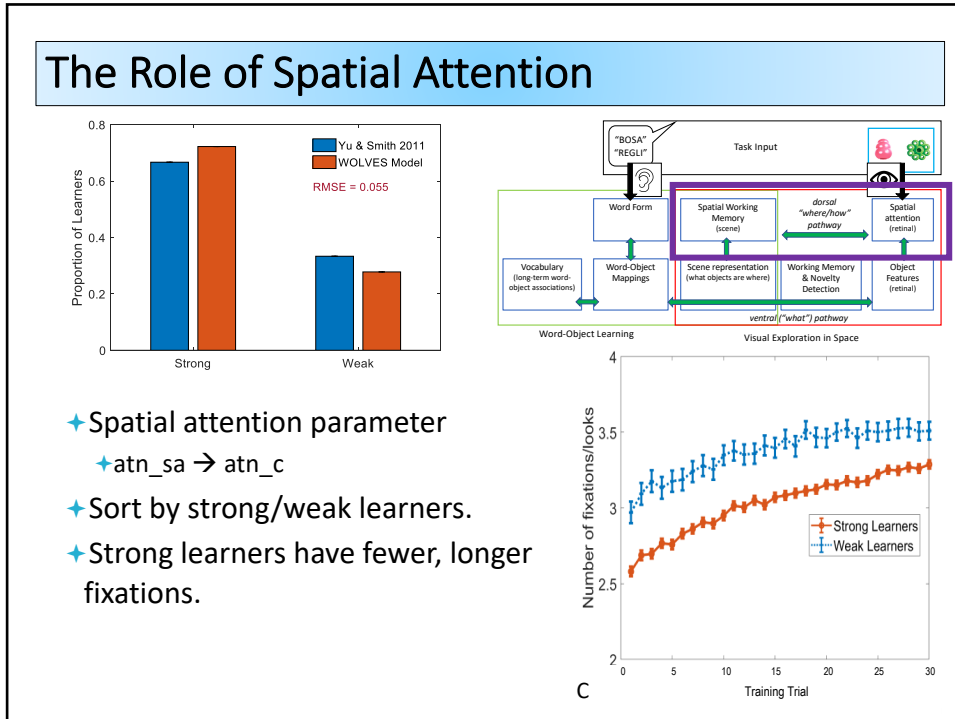 The Role of Spatial Attention
0.8
0.6
0.4
0.2
0
Proportion of Learners
Yu & Smith 2011
WOLVES Model
RMSE = 0.055
Strong
Weak
"BOSA"
"REGLI"
Task Input
Word Form
Spatial Working
Memory
(scene)
dorsal
"where/how"
pathway
Spatial
attention
(retinal)
Vocabulary
(long-term word-
object associations)
Word-Object
Mappings
Scene representation
(what objects are where)
Working Memory
& Novelty
Detection
Object
Features
(retinal)
ventral ("what") pathway
Word-Object Learning
Visual Exploration in Space
Spatial attention parameter
atn_sa → atn_c
Sort by strong/weak learners.
Strong learners have fewer, longer
fixations.
4
3.5
3
2.5
2
Number of fixations/looks
Strong Learners
Weak Learners
0 5 10 15 20 25 30
Training Trial
C